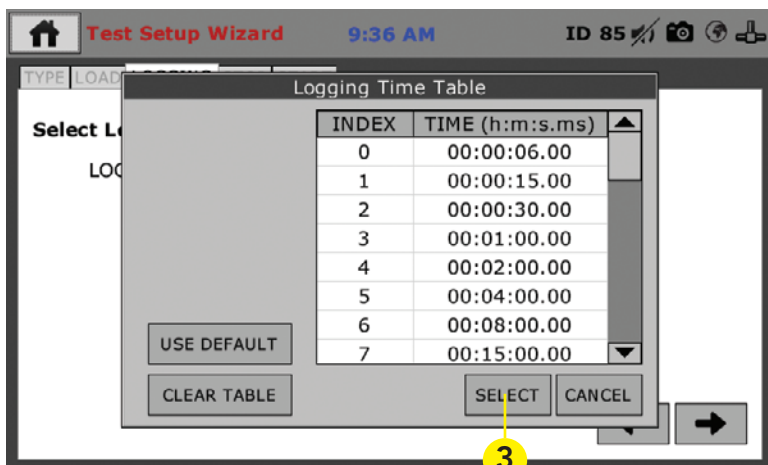 Test Setup Wizard 9:36 AM ID 85
TYPE LOAD
Logging Time Table
Select
INDEX TIME (h:m:s.ms)
0 00:00:06.00
1 00:00:15.00
2 00:00:30.00
3 00:01:00.00
4 00:02:00.00
5 00:04:00.00
6 00:08:00.00
7 00:15:00.00
USE DEFAULT
CLEAR TABLE SELECT CANCEL
3